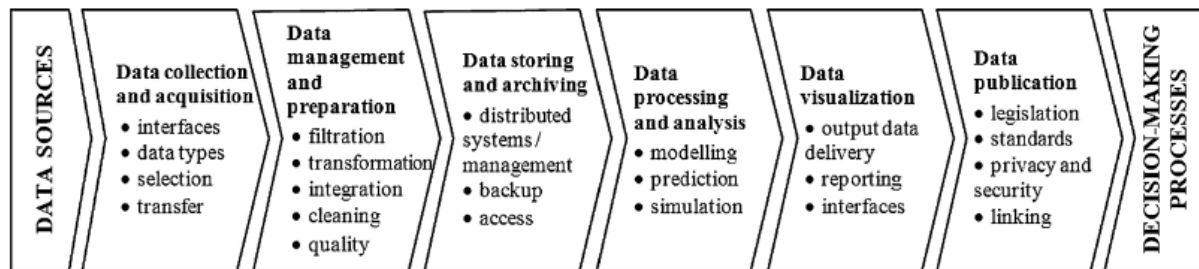 DATA SOURCES
Data collection
and acquisition
• interfaces
• data types
• selection
• transfer
Data
management
and
preparation
• filtration
• transformation
• integration
• cleaning
• quality
Data storing
and archiving
• distributed
systems /
management
• backup
• access
Data
processing
and analysis
• modelling
• prediction
• simulation
Data
visualization
• output data
delivery
• reporting
• interfaces
Data
publication
• legislation
• standards
• privacy and
security
• linking
DECISION-MAKING
PROCESSES